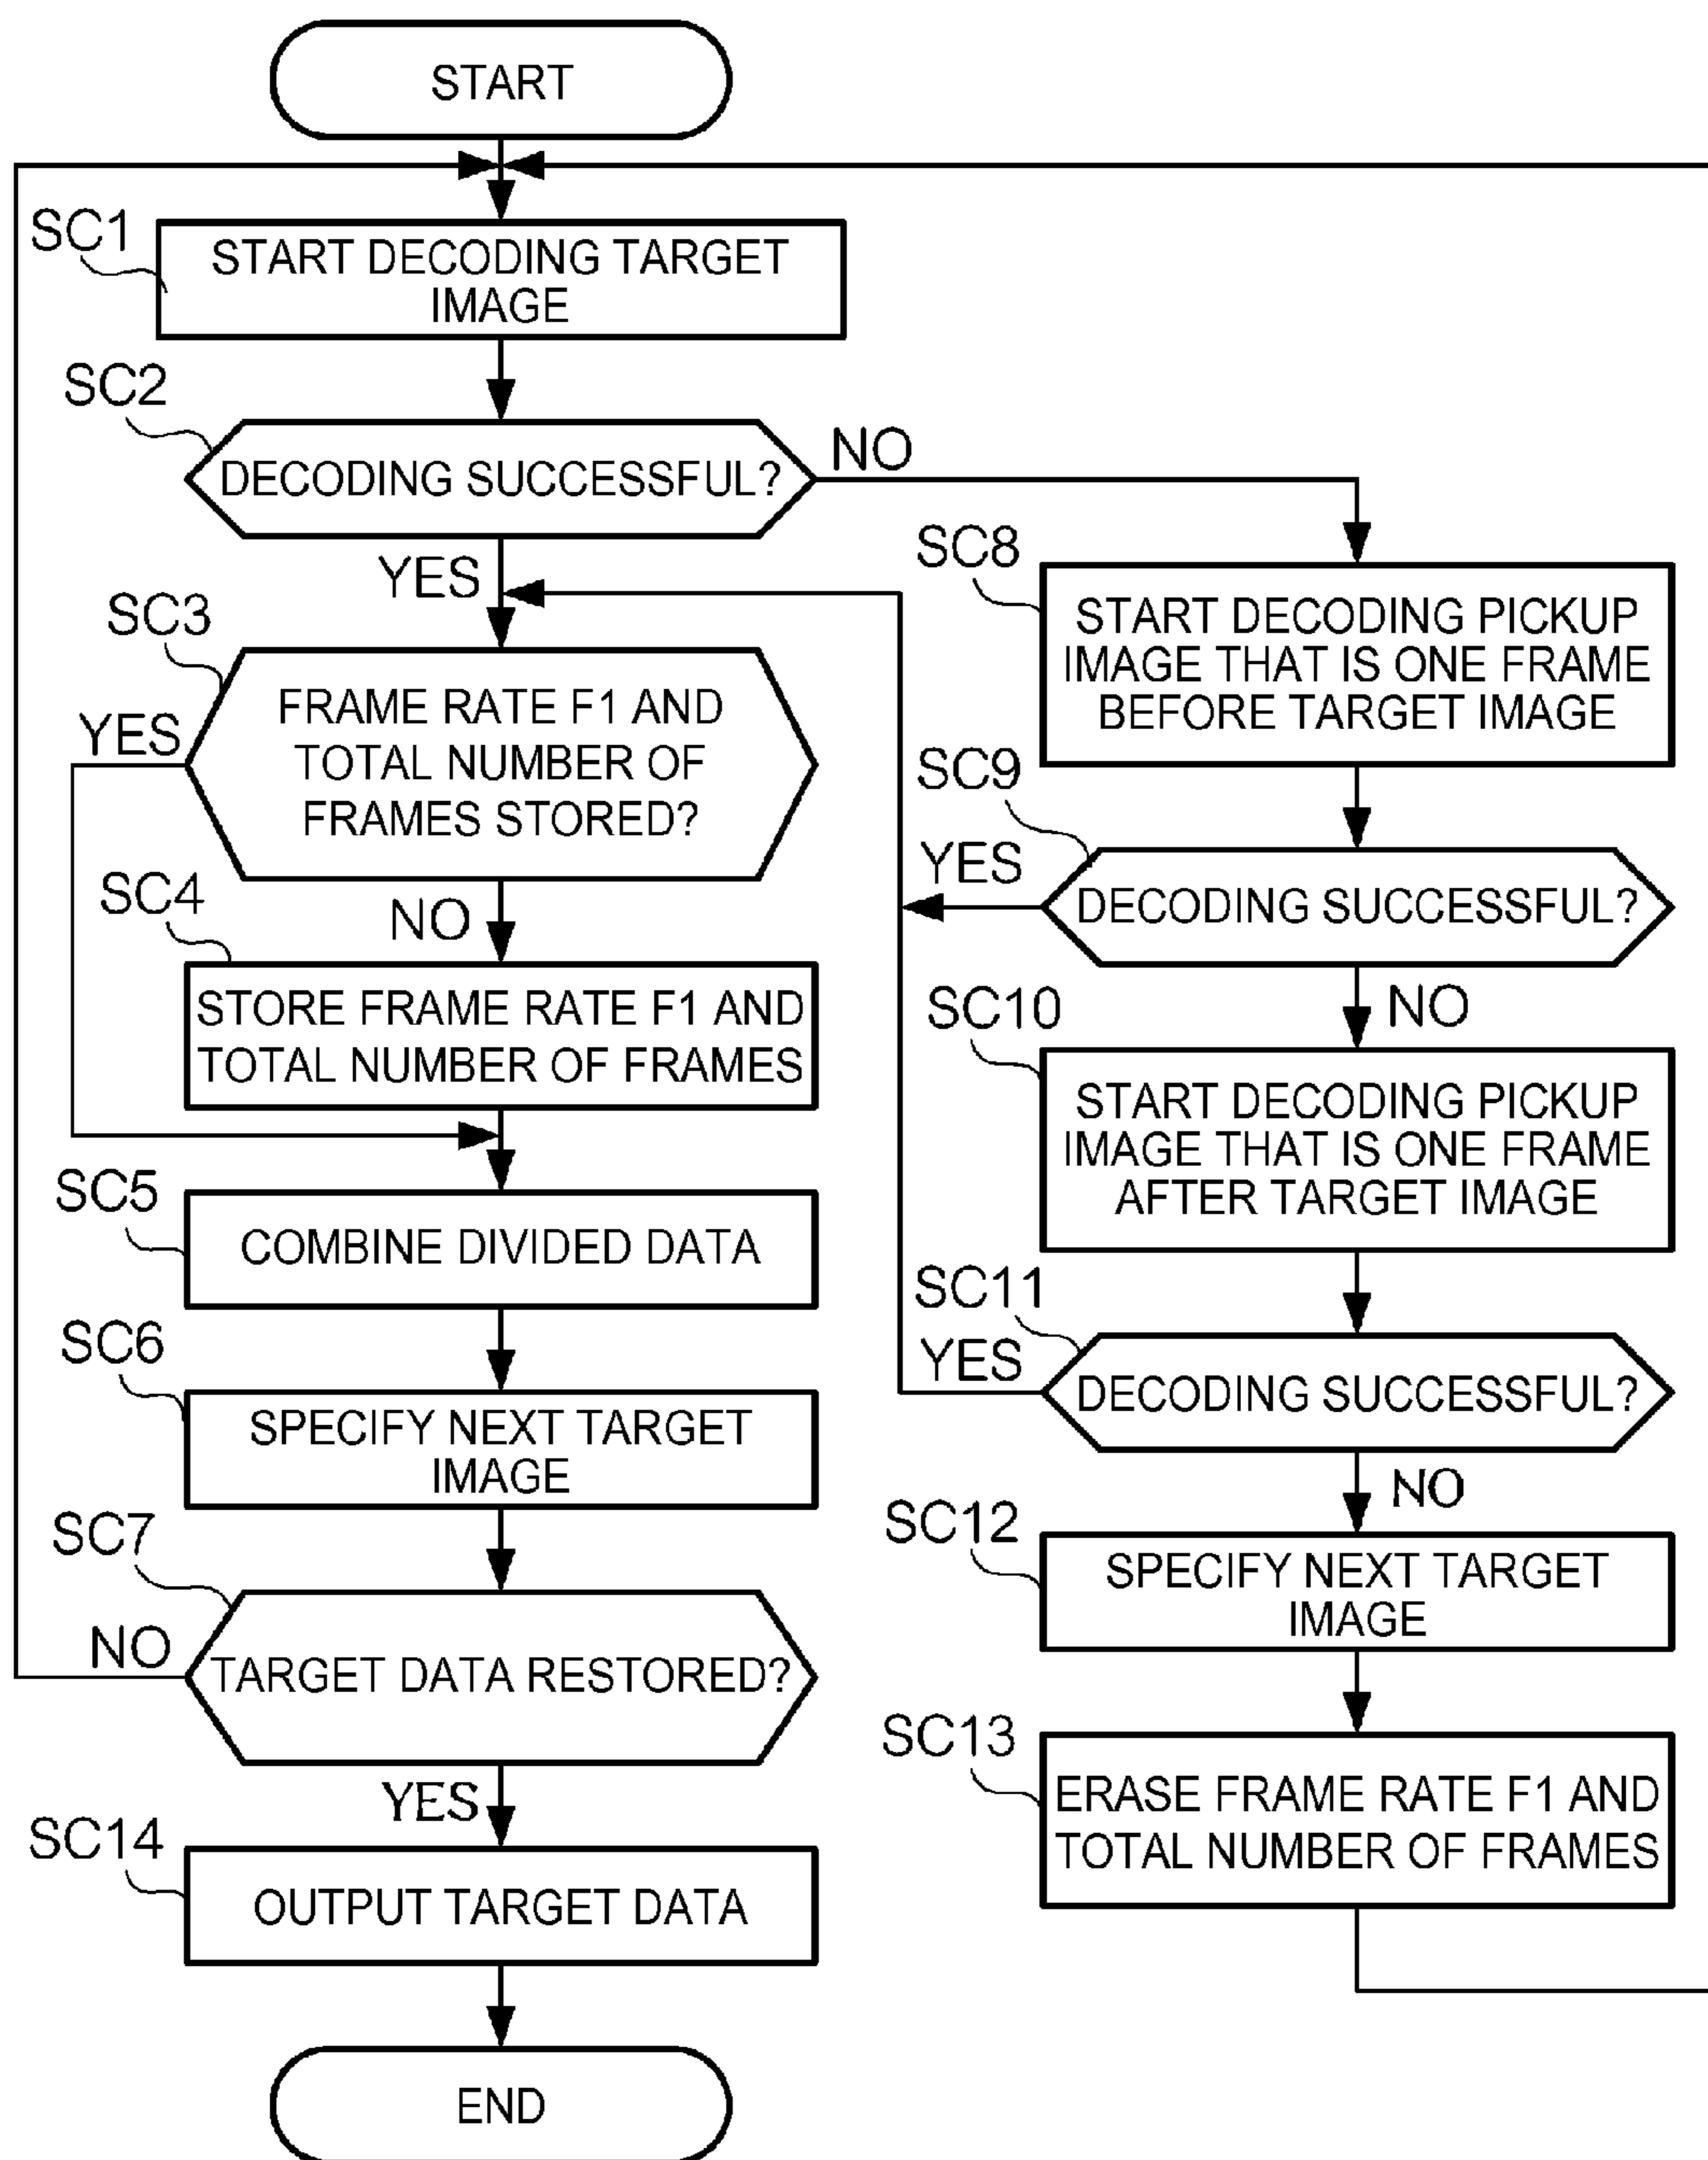 START
SC1
START DECODING TARGET
IMAGE
SC2
DECODING SUCCESSFUL?
NO
YES
SC3
FRAME RATE F1 AND
TOTAL NUMBER OF
FRAMES STORED?
YES
NO
SC4
STORE FRAME RATE F1 AND
TOTAL NUMBER OF FRAMES
SC5
COMBINE DIVIDED DATA
SC6
SPECIFY NEXT TARGET
IMAGE
SC7
TARGET DATA RESTORED?
NO
YES
SC14
OUTPUT TARGET DATA
END
SC8
START DECODING PICKUP
IMAGE THAT IS ONE FRAME
BEFORE TARGET IMAGE
SC9
YES
DECODING SUCCESSFUL?
NO
SC10
START DECODING PICKUP
IMAGE THAT IS ONE FRAME
AFTER TARGET IMAGE
SC11
YES
DECODING SUCCESSFUL?
NO
SC12
SPECIFY NEXT TARGET
IMAGE
SC13
ERASE FRAME RATE F1 AND
TOTAL NUMBER OF FRAMES